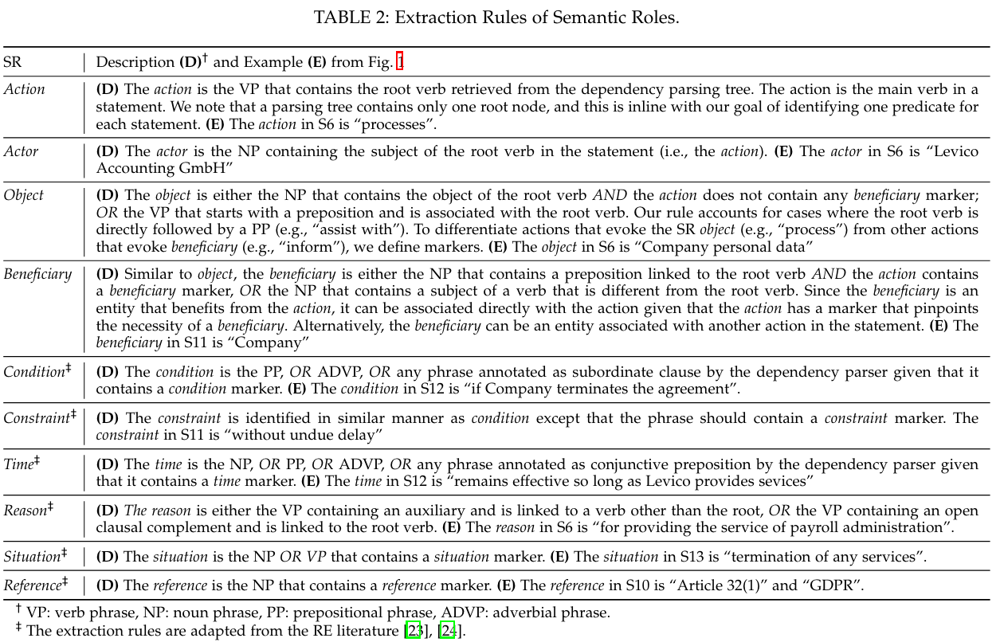 TABLE 2: Extraction Rules of Semantic Roles.
SR Description (D)† and Example (E) from Fig. 1
Action (D) The action is the VP that contains the root verb retrieved from the dependency parsing tree. The action is the main verb in a
statement. We note that a parsing tree contains only one root node, and this is inline with our goal of identifying one predicate for
each statement. (E) The action in S6 is “processes”.
Actor (D) The actor is the NP containing the subject of the root verb in the statement (i.e., the action). (E) The actor in S6 is “Levico
Accounting GmbH”
Object (D) The object is either the NP that contains the object of the root verb AND the action does not contain any beneficiary marker;
OR the VP that starts with a preposition and is associated with the root verb. Our rule accounts for cases where the root verb is
directly followed by a PP (e.g., “assist with”). To differentiate actions that evoke the SR object (e.g., “process”) from other actions
that evoke beneficiary (e.g., “inform”), we define markers. (E) The object in S6 is “Company personal data”
Beneficiary (D) Similar to object, the beneficiary is either the NP that contains a preposition linked to the root verb AND the action contains
a beneficiary marker, OR the NP that contains a subject of a verb that is different from the root verb. Since the beneficiary is an
entity that benefits from the action, it can be associated directly with the action given that the action has a marker that pinpoints
the necessity of a beneficiary. Alternatively, the beneficiary can be an entity associated with another action in the statement. (E) The
beneficiary in S11 is “Company”
Condition‡ (D) The condition is the PP, OR ADVP, OR any phrase annotated as subordinate clause by the dependency parser given that it
contains a condition marker. (E) The condition in S12 is “if Company terminates the agreement”.
Constraint‡ (D) The constraint is identified in similar manner as condition except that the phrase should contain a constraint marker. The
constraint in S11 is “without undue delay”
Time‡ (D) The time is the NP, OR PP, OR ADVP, OR any phrase annotated as conjunctive preposition by the dependency parser given
that it contains a time marker. (E) The time in S12 is “remains effective so long as Levico provides sevices”
Reason‡ (D) The reason is either the VP containing an auxiliary and is linked to a verb other than the root, OR the VP containing an open
clausal complement and is linked to the root verb. (E) The reason in S6 is “for providing the service of payroll administration”.
Situation‡ (D) The situation is the NP OR VP that contains a situation marker. (E) The situation in S13 is “termination of any services”.
Reference‡ (D) The reference is the NP that contains a reference marker. (E) The reference in S10 is “Article 32(1)” and “GDPR”.
† VP: verb phrase, NP: noun phrase, PP: prepositional phrase, ADVP: adverbial phrase.
‡ The extraction rules are adapted from the RE literature [23], [24].